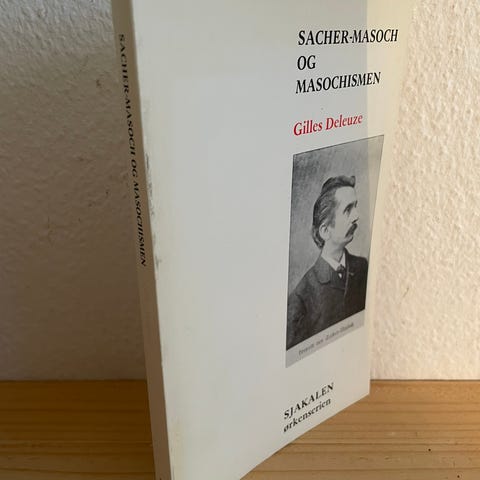 SACHER-MASOCH OG MASOCHISMEN
SACHER-MASOCH
OG
MASOCHISMEN
Gilles Deleuze
SJAKALEN
ørkenserien